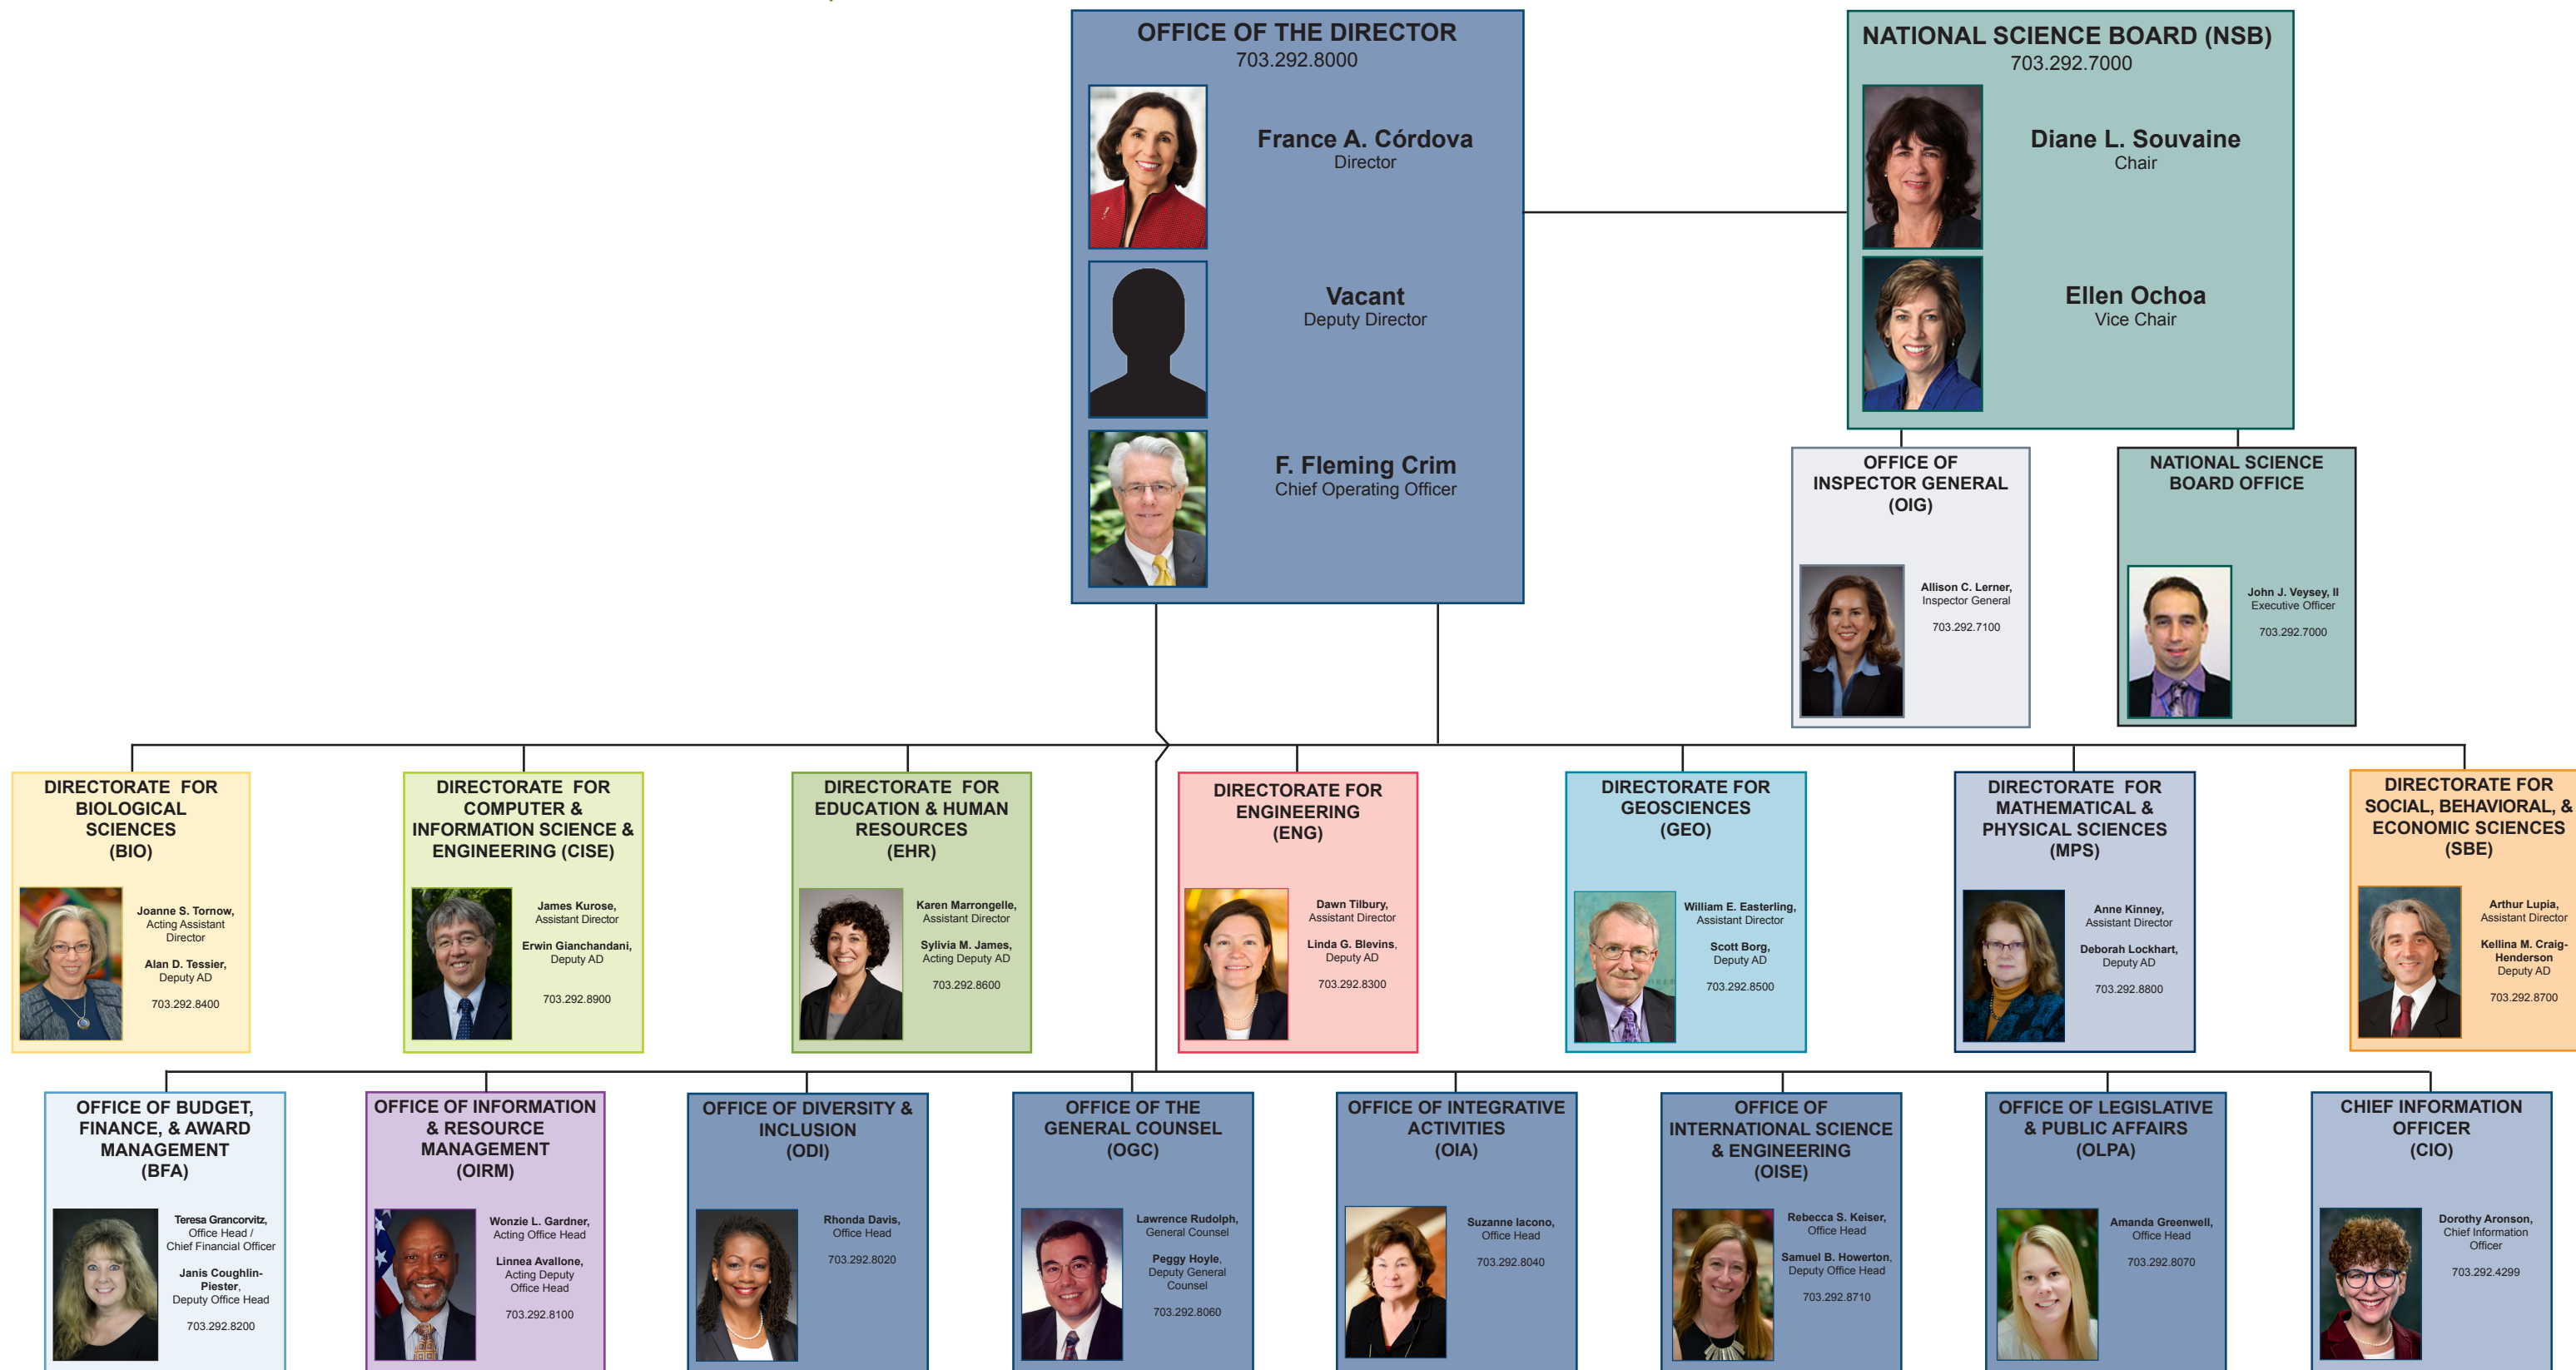 OFFICE OF THE DIRECTOR
703.292.8000
France A. Córdova
Director
Vacant
Deputy Director
F. Fleming Crim
Chief Operating Officer
NATIONAL SCIENCE BOARD (NSB)
703.292.7000
Diane L. Souvaine
Chair
Ellen Ochoa
Vice Chair
OFFICE OF
INSPECTOR GENERAL
(OIG)
Allison C. Lerner,
Inspector General
703.292.7100
NATIONAL SCIENCE
BOARD OFFICE
John J. Veysey, II
Executive Officer
703.292.7000
DIRECTORATE FOR
BIOLOGICAL
SCIENCES
(BIO)
Joanne S. Tornow,
Acting Assistant
Director
Alan D. Tessier,
Deputy AD
703.292.8400
DIRECTORATE FOR
COMPUTER &
INFORMATION SCIENCE &
ENGINEERING (CISE)
James Kurose,
Assistant Director
Erwin Gianchandani,
Deputy AD
703.292.8900
DIRECTORATE FOR
EDUCATION & HUMAN
RESOURCES
(EHR)
Karen Marrongelle,
Assistant Director
Sylivia M. James,
Acting Deputy AD
703.292.8600
DIRECTORATE FOR
ENGINEERING
(ENG)
Dawn Tilbury,
Assistant Director
Linda G. Blevins,
Deputy AD
703.292.8300
DIRECTORATE FOR
GEOSCIENCES
(GEO)
William E. Easterling,
Assistant Director
Scott Borg,
Deputy AD
703.292.8500
DIRECTORATE FOR
MATHEMATICAL &
PHYSICAL SCIENCES
(MPS)
Anne Kinney,
Assistant Director
Deborah Lockhart,
Deputy AD
703.292.8800
DIRECTORATE FOR
SOCIAL, BEHAVIORAL, &
ECONOMIC SCIENCES
(SBE)
Arthur Lupia,
Assistant Director
Kellina M. Craig-
Henderson
Deputy AD
703.292.8700
OFFICE OF BUDGET,
FINANCE, & AWARD
MANAGEMENT
(BFA)
Teresa Grancorvitz,
Office Head /
Chief Financial Officer
Janis Coughlin-
Piester,
Deputy Office Head
703.292.8200
OFFICE OF INFORMATION
& RESOURCE
MANAGEMENT
(OIRM)
Wonzie L. Gardner,
Acting Office Head
Linnea Avallone,
Acting Deputy
Office Head
703.292.8100
OFFICE OF DIVERSITY &
INCLUSION
(ODI)
Rhonda Davis,
Office Head
703.292.8020
OFFICE OF THE
GENERAL COUNSEL
(OGC)
Lawrence Rudolph,
General Counsel
Peggy Hoyle,
Deputy General
Counsel
703.292.8060
OFFICE OF INTEGRATIVE
ACTIVITIES
(OIA)
Suzanne Iacono,
Office Head
703.292.8040
OFFICE OF
INTERNATIONAL SCIENCE
& ENGINEERING
(OISE)
Rebecca S. Keiser,
Office Head
Samuel B. Howerton,
Deputy Office Head
703.292.8710
OFFICE OF LEGISLATIVE
& PUBLIC AFFAIRS
(OLPA)
Amanda Greenwell,
Office Head
703.292.8070
CHIEF INFORMATION
OFFICER
(CIO)
Dorothy Aronson,
Chief Information
Officer
703.292.4299